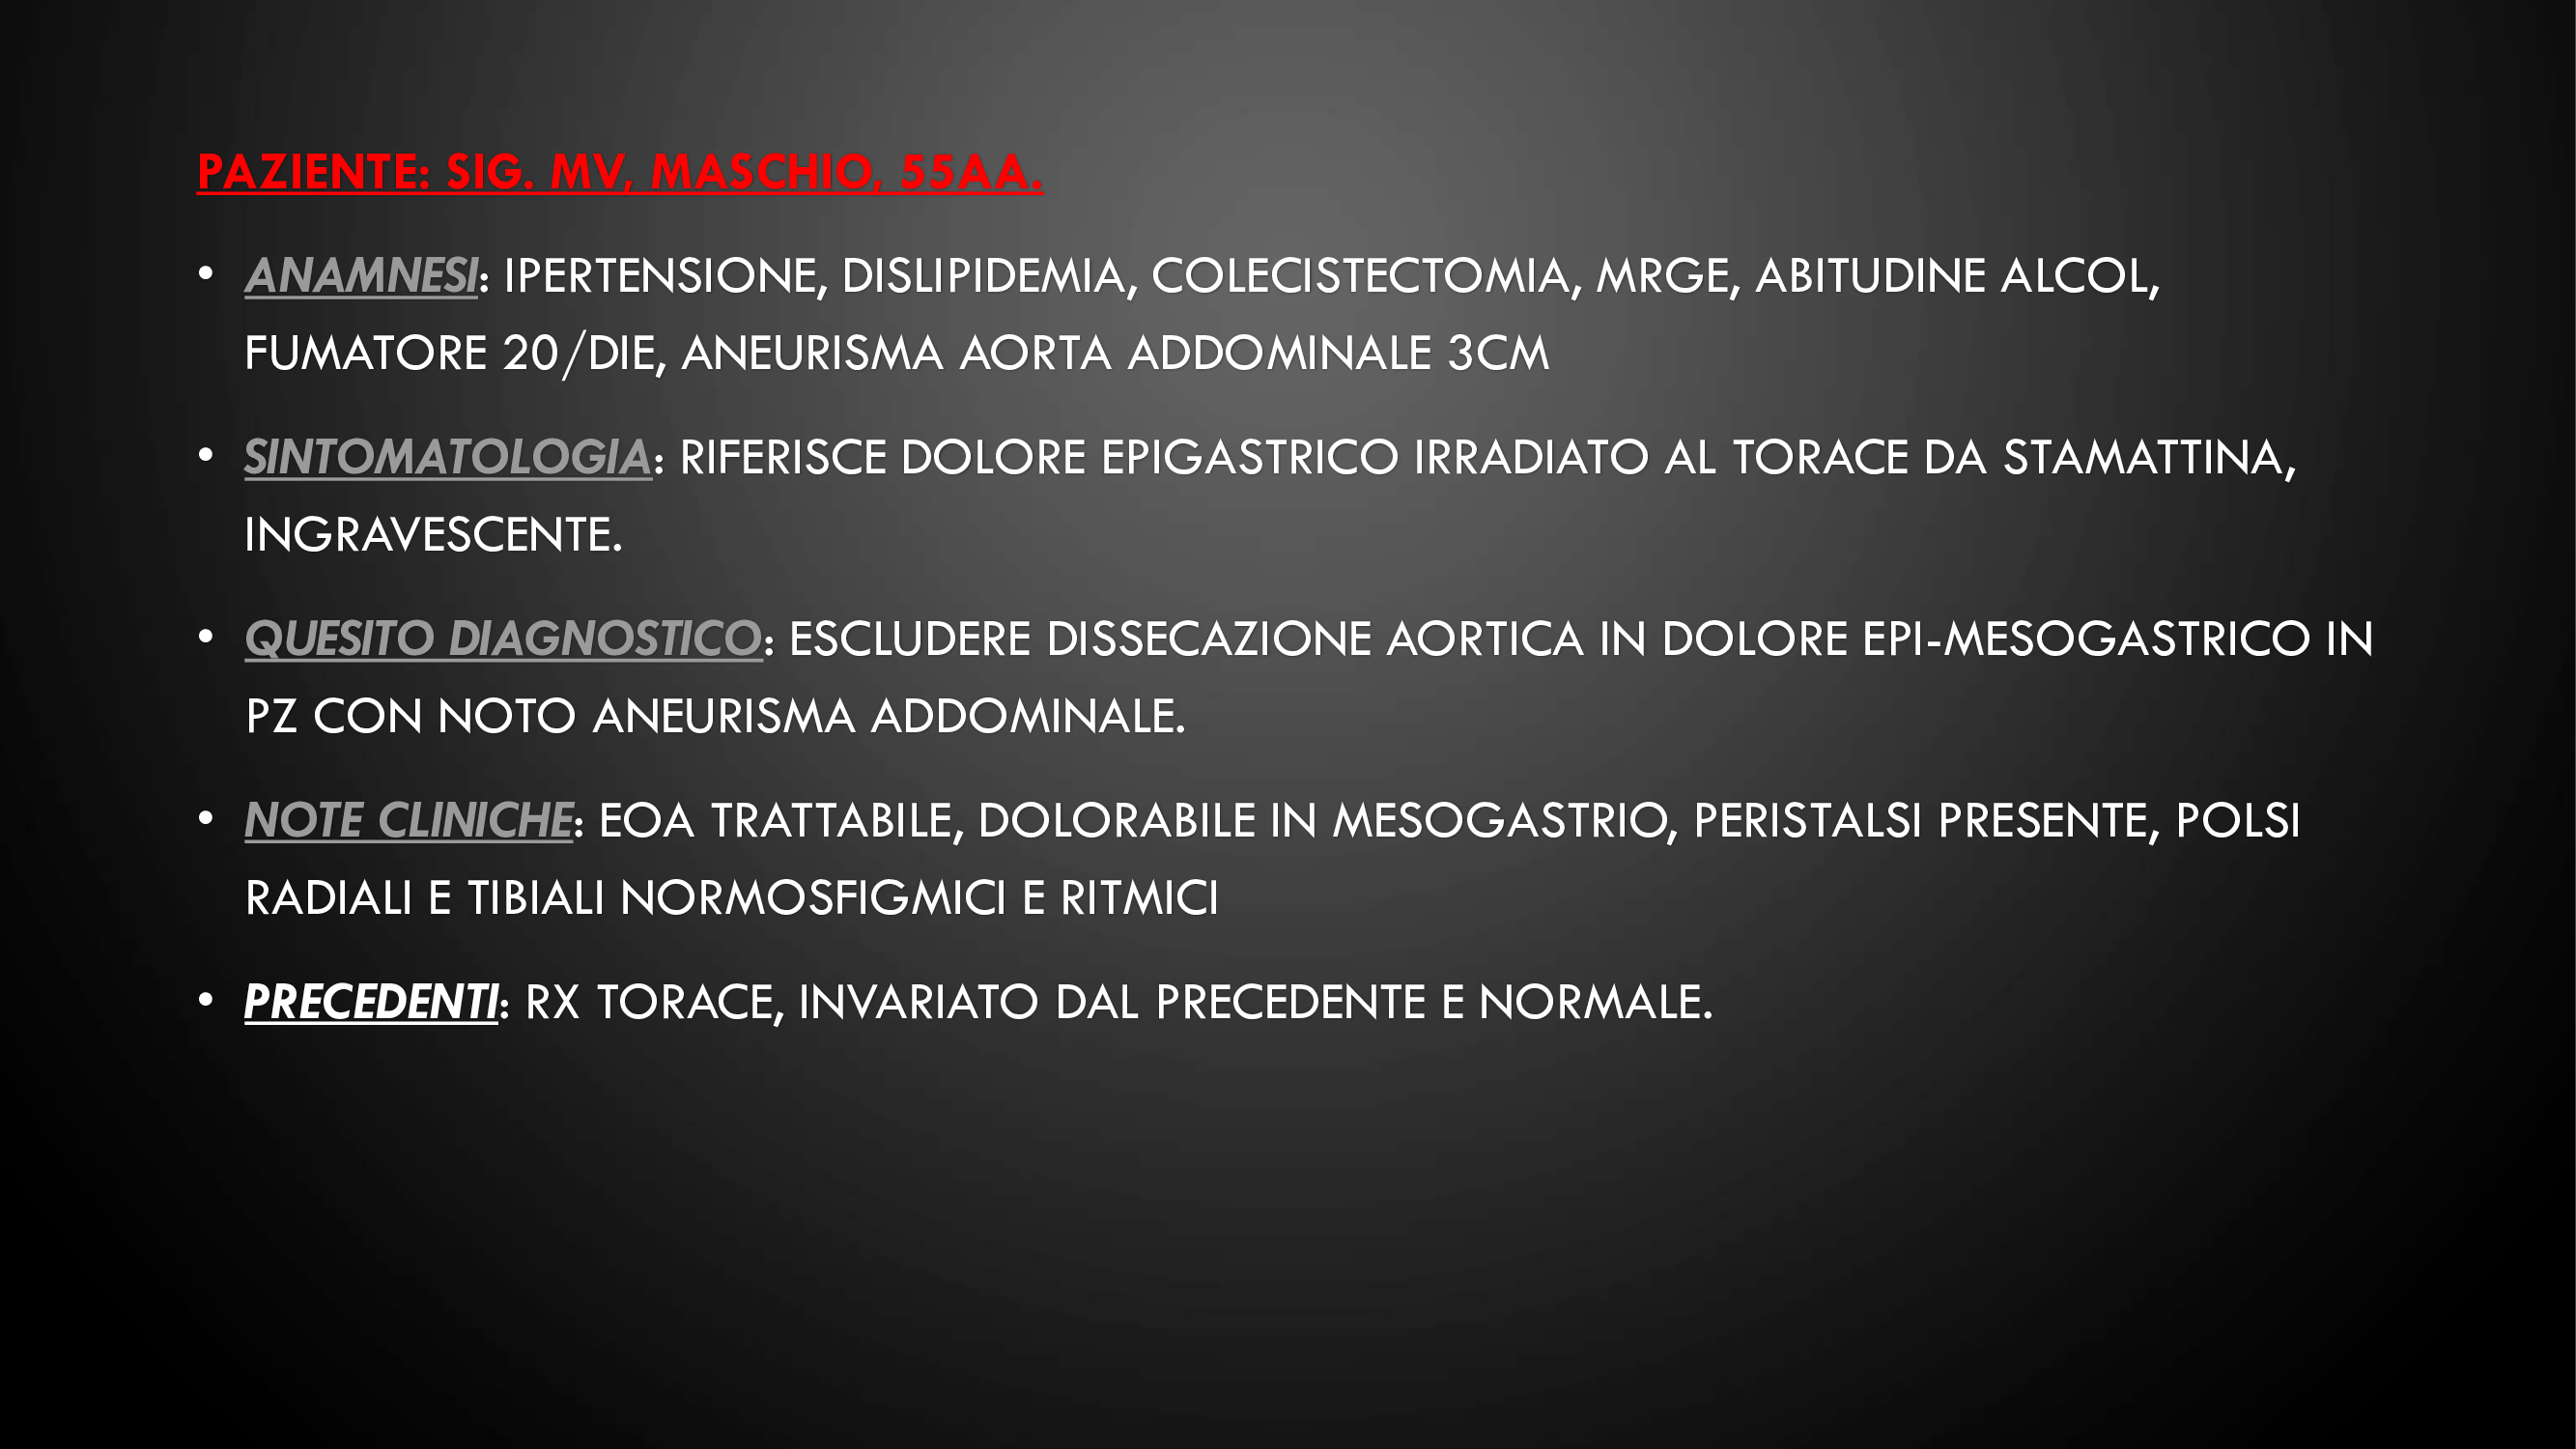 PAZIENTE: SIG. MV, MASCHIO, 55AA.
• ANAMNESI: IPERTENSIONE, DISLIPIDEMIA, COLECISTECTOMIA, MRGE, ABITUDINE ALCOL,
FUMATORE 20/DIE, ANEURISMA AORTA ADDOMINALE 3CM
• SINTOMATOLOGIA: RIFERISCE DOLORE EPIGASTRICO IRRADIATO AL TORACE DA STAMATTINA,
INGRAVESCENTE.
• QUESITO DIAGNOSTICO: ESCLUDERE DISSECAZIONE AORTICA IN DOLORE EPI-MESOGASTRICO IN
PZ CON NOTO ANEURISMA ADDOMINALE.
• NOTE CLINICHE: EOA TRATTABILE, DOLORABILE IN MESOGASTRIO, PERISTALSI PRESENTE, POLSI
RADIALI E TIBIALI NORMOSFIGMICI E RITMICI
• PRECEDENTI: RX TORACE, INVARIATO DAL PRECEDENTE E NORMALE.